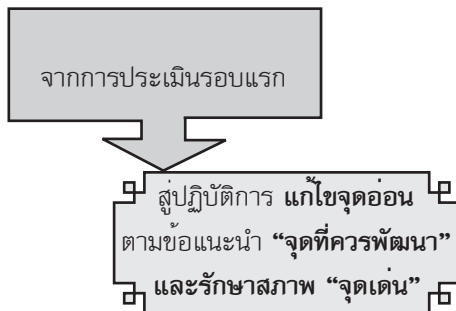 จากการประเมินรอบแรก
สู่ปฏิบัติการ แก้ไขจุดอ่อน
ตามข้อแนะนำ “จุดที่ควรพัฒนา”
และรักษาสภาพ “จุดเด่น”